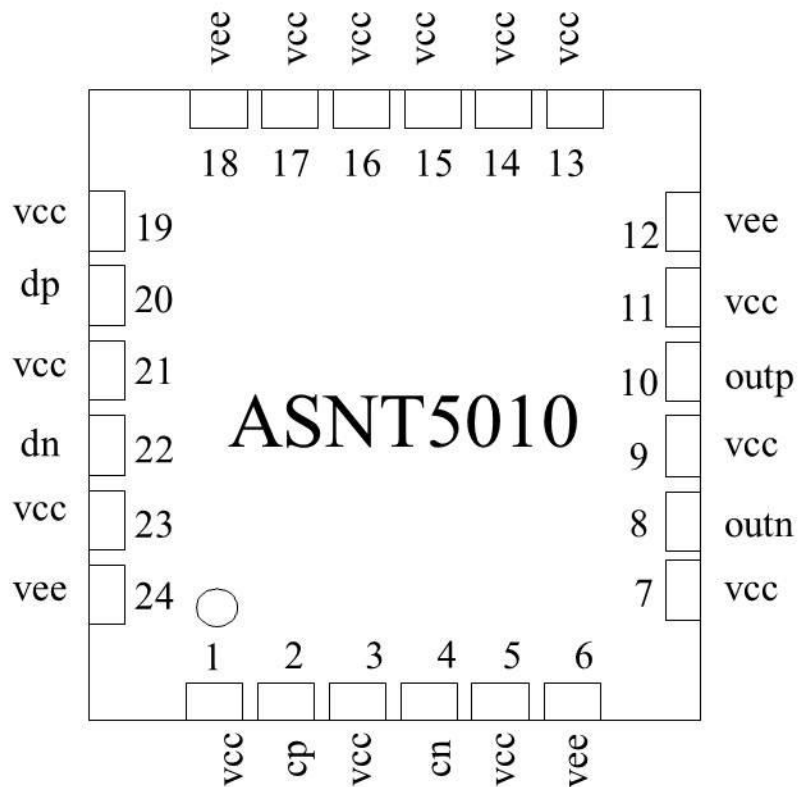 vee vcc vcc vcc vcc vcc
18 17 16 15 14 13
vcc 19 12 vee
dp 20 11 vcc
vcc 21 10 outp
ASNT5010
dn 22 9 vcc
vcc 23 8 outn
vee 24 7 vcc
1 2 3 4 5 6
vcc cp vcc cn vcc vee